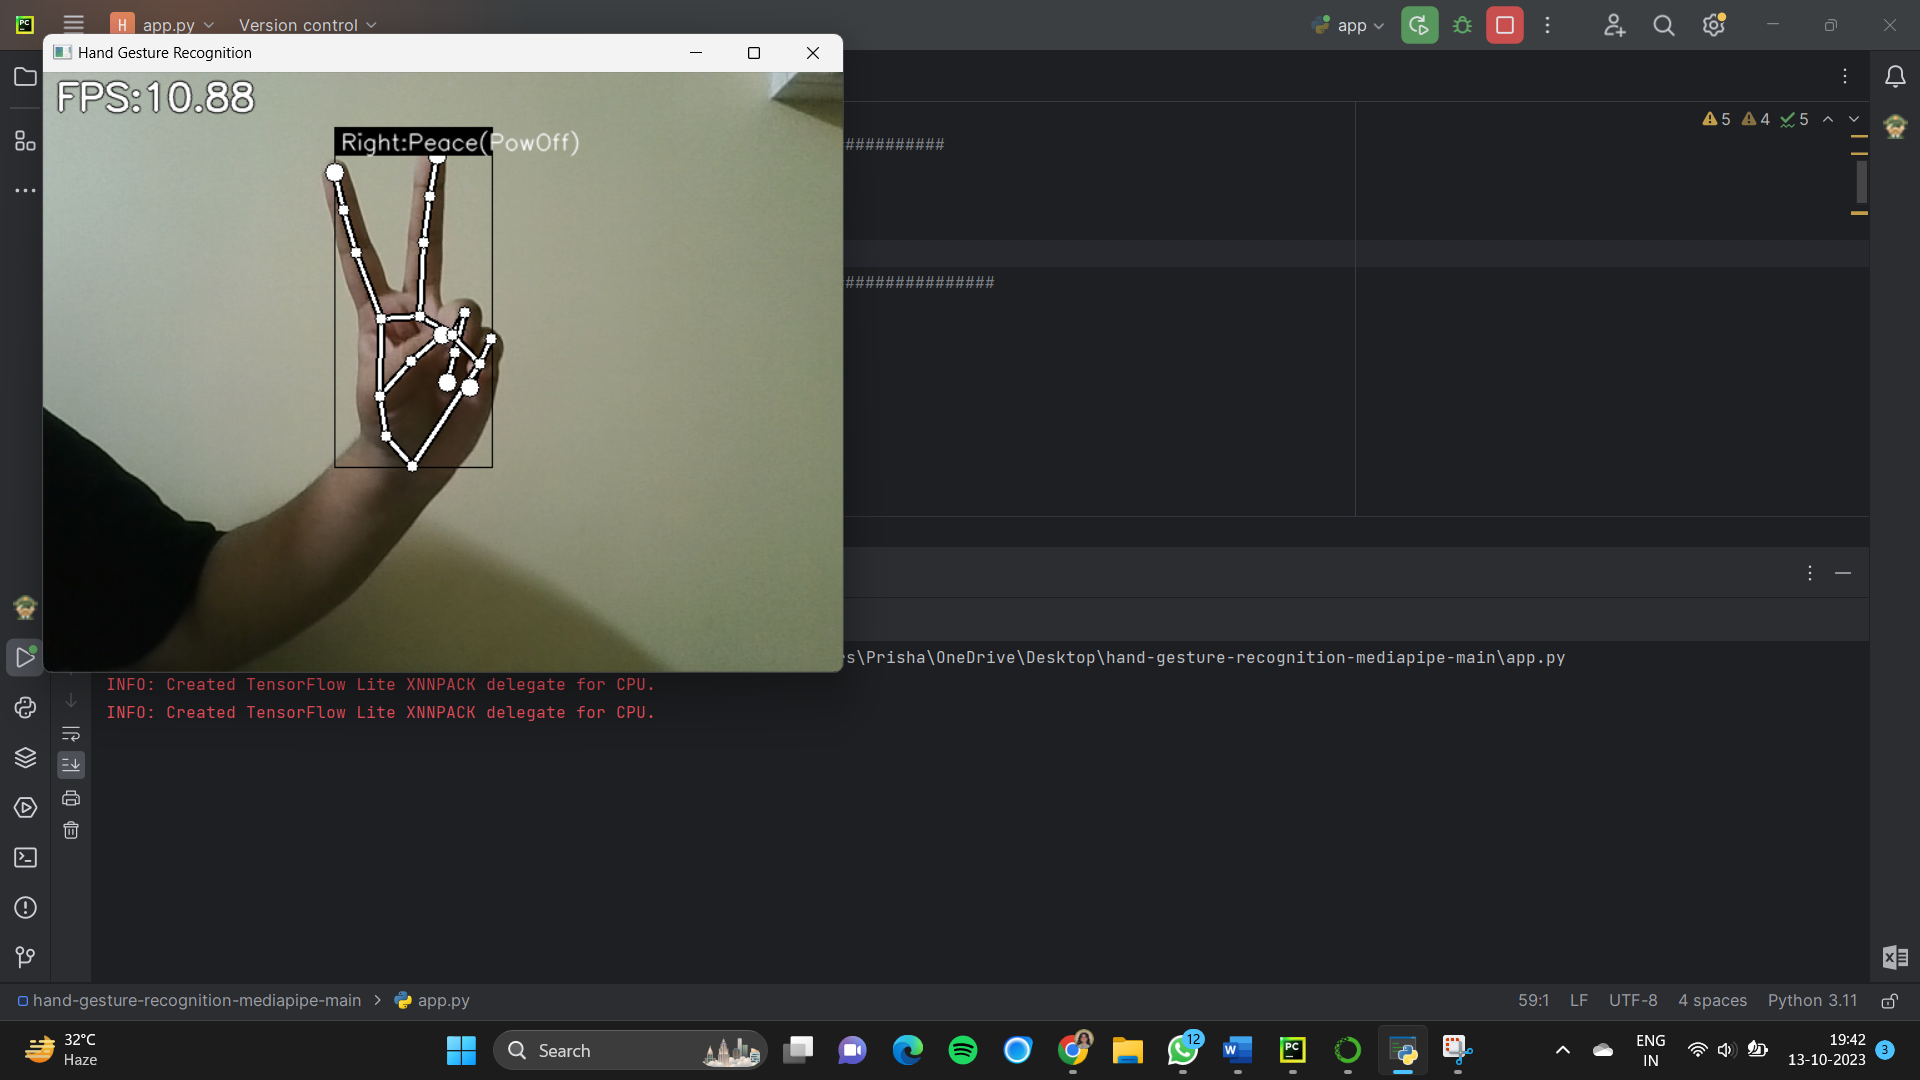 PC
H app.py
Version control
app
Hand Gesture Recognition
FPS:10.88
Right:Peace(PowOff)
5 4 5
##########
###############
s\Prisha\OneDrive\Desktop\hand-gesture-recognition-mediapipe-main\app.py
INFO: Created TensorFlow Lite XNNPACK delegate for CPU.
INFO: Created TensorFlow Lite XNNPACK delegate for CPU.
hand-gesture-recognition-mediapipe-main > app.py
59:1 LF UTF-8 4 spaces Python 3.11
32°C
Haze
Search
12
W
PC
ENG
IN
19:42
13-10-2023
3